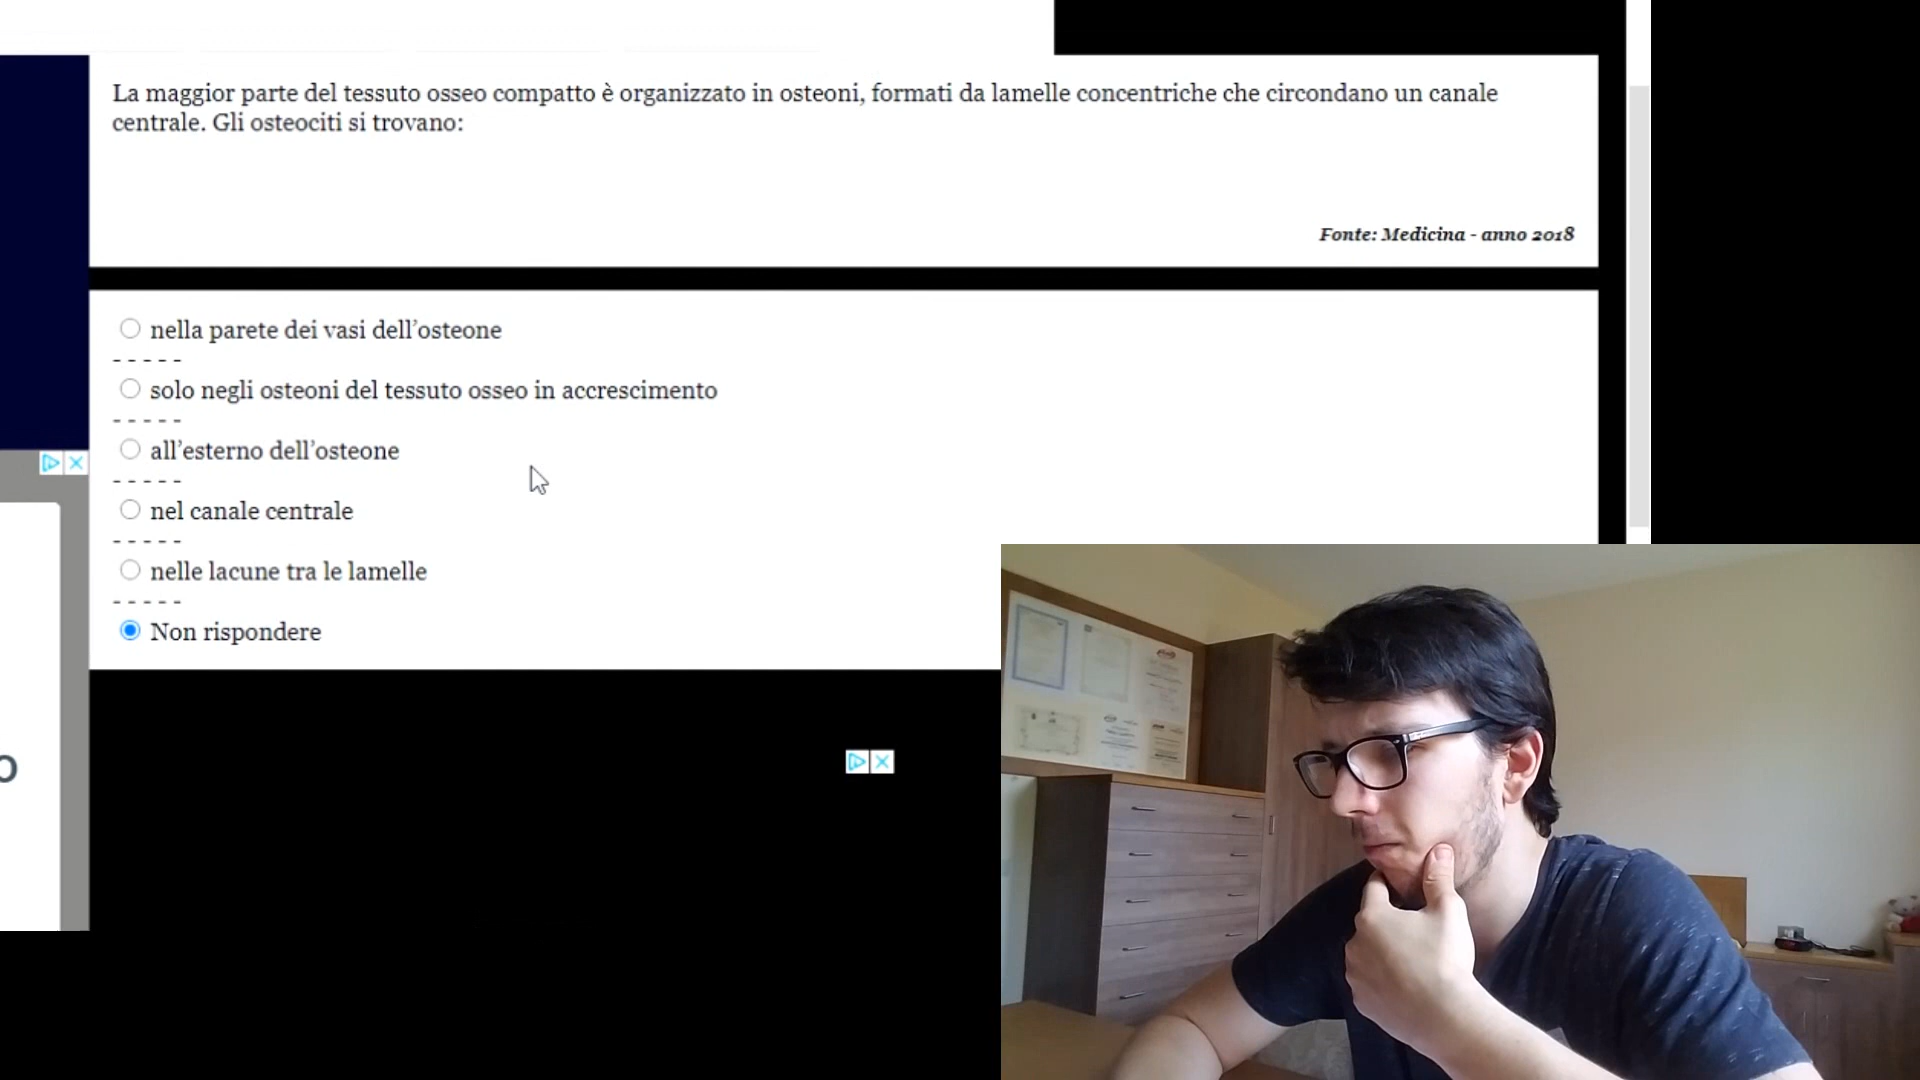 La maggior parte del tessuto osseo compatto è organizzato in osteoni, formati da lamelle concentriche che circondano un canale
centrale. Gli osteociti si trovano:
Fonte: Medicina - anno 2018
nella parete dei vasi dell’osteone
- - - - -
solo negli osteoni del tessuto osseo in accrescimento
- - - - -
all’esterno dell’osteone
- - - - -
nel canale centrale
- - - - -
nelle lacune tra le lamelle
- - - - -
Non rispondere
o